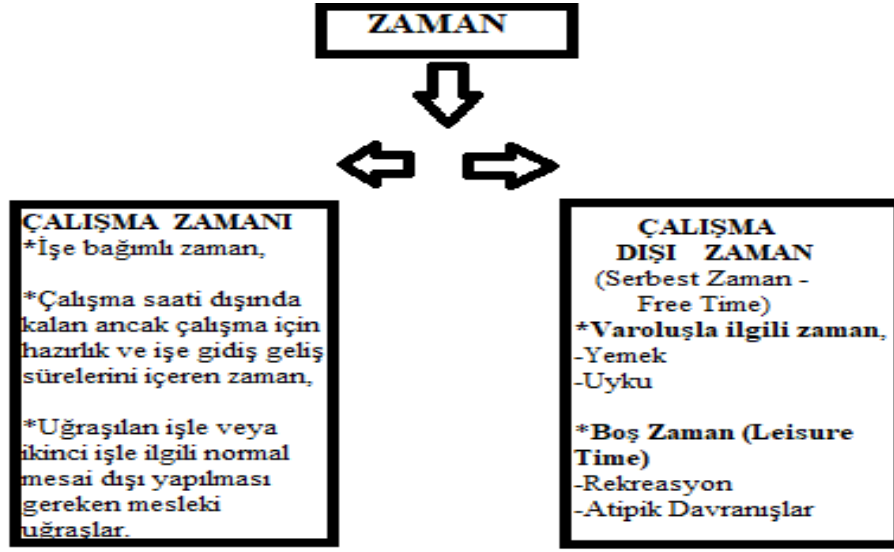 ZAMAN
ÇALIŞMA ZAMANI
*İşe bağımlı zaman,
*Çalışma saati dışında
kalan ancak çalışma için
hazırlık ve işe gidiş geliş
sürelerini içeren zaman,
*Uğraşılan işle veya
ikinci işle ilgili normal
mesai dışı yapılması
gereken mesleki
uğraşlar.
ÇALIŞMA
DIŞI ZAMAN
(Serbest Zaman -
Free Time)
*Varoluşla ilgili zaman,
-Yemek
-Uyku
*Boş Zaman (Leisure
Time)
-Rekreasyon
-Atipik Davranışlar